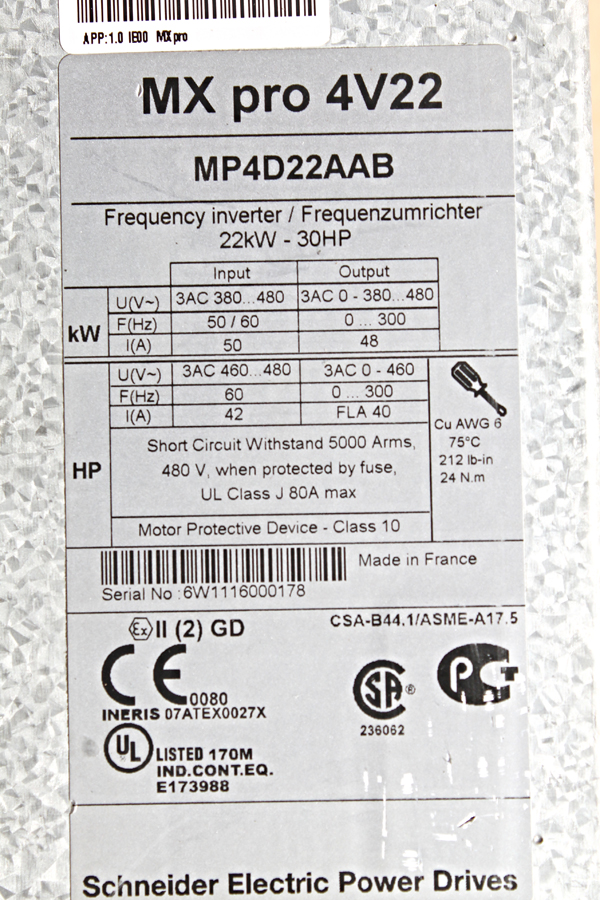 APP:1.0 IE00 MXpro
MX pro 4V22
MP4D22AAB
Frequency inverter / Frequenzumrichter
22kW - 30HP
Input Output
kW
U(V~) 3AC 380...480 3AC 0 - 380...480
F(Hz) 50 / 60 0 ... 300
I(A) 50 48
HP
U(V~) 3AC 460...480 3AC 0 - 460
F(Hz) 60 0 ... 300
I(A) 42 FLA 40
Short Circuit Withstand 5000 Arms,
480 V, when protected by fuse,
UL Class J 80A max
Motor Protective Device - Class 10
Cu AWG 6
75°C
212 lb-in
24 N.m
Made in France
Serial No :6W1116000178
Ex II (2) GD
CSA-B44.1/ASME-A17.5
CE 0080
INERIS 07ATEX0027X
SA ®
236062
PCT
UL LISTED 170M
IND.CONT.EQ.
E173988
Schneider Electric Power Drives